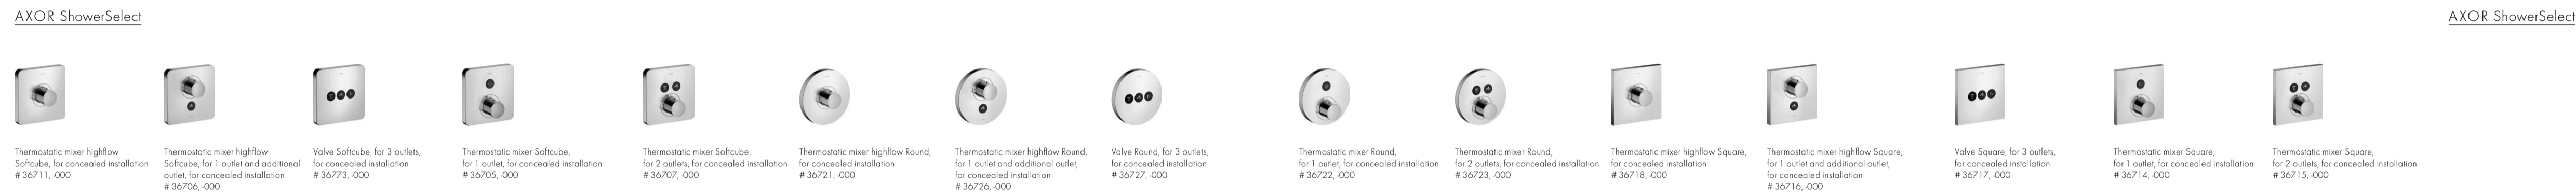 AXOR ShowerSelect
AXOR ShowerSelect
Thermostatic mixer highflow
Softcube, for concealed installation
# 36711, -000
Thermostatic mixer highflow
Softcube, for 1 outlet and additional
outlet, for concealed installation
# 36706, -000
Valve Softcube, for 3 outlets,
for concealed installation
# 36773, -000
Thermostatic mixer Softcube,
for 1 outlet, for concealed installation
# 36705, -000
Thermostatic mixer Softcube,
for 2 outlets, for concealed installation
# 36707, -000
Thermostatic mixer highflow Round,
for concealed installation
# 36721, -000
Thermostatic mixer highflow Round,
for 1 outlet and additional outlet,
for concealed installation
# 36726, -000
Valve Round, for 3 outlets,
for concealed installation
# 36727, -000
Thermostatic mixer Round,
for 1 outlet, for concealed installation
# 36722, -000
Thermostatic mixer Round,
for 2 outlets, for concealed installation
# 36723, -000
Thermostatic mixer highflow Square,
for concealed installation
# 36718, -000
Thermostatic mixer highflow Square,
for 1 outlet and additional outlet,
for concealed installation
# 36716, -000
Valve Square, for 3 outlets,
for concealed installation
# 36717, -000
Thermostatic mixer Square,
for 1 outlet, for concealed installation
# 36714, -000
Thermostatic mixer Square,
for 2 outlets, for concealed installation
# 36715, -000